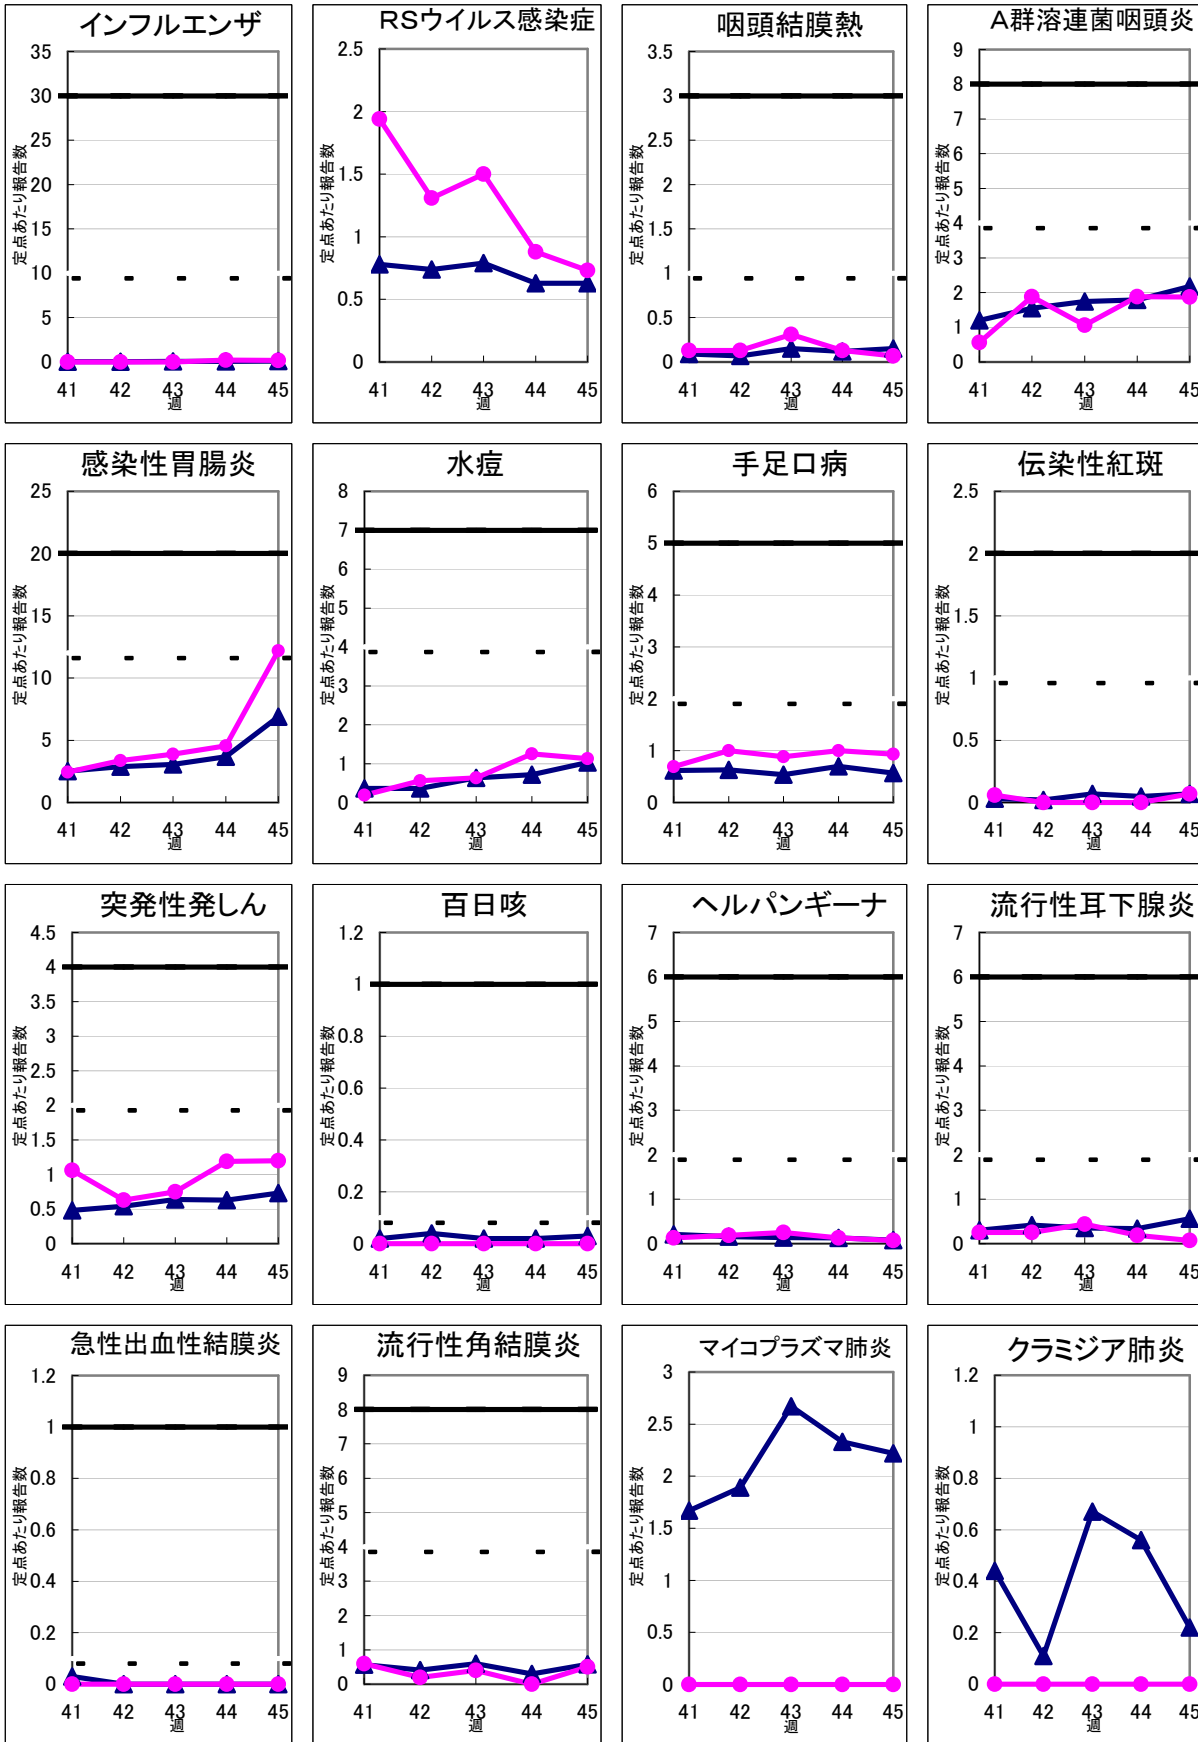 インフルエンザ
定点あたり報告数
35
30
25
20
15
10
5
0
41 42 43 44 45
週
RSウイルス感染症
定点あたり報告数
2.5
2
1.5
1
0.5
0
41 42 43 44 45
週
咽頭結膜熱
定点あたり報告数
3.5
3
2.5
2
1.5
1
0.5
0
41 42 43 44 45
週
A群溶連菌咽頭炎
定点あたり報告数
9
8
7
6
5
4
3
2
1
0
41 42 43 44 45
週
感染性胃腸炎
定点あたり報告数
25
20
15
10
5
0
41 42 43 44 45
週
水痘
定点あたり報告数
8
7
6
5
4
3
2
1
0
41 42 43 44 45
週
手足口病
定点あたり報告数
6
5
4
3
2
1
0
41 42 43 44 45
週
伝染性紅斑
定点あたり報告数
2.5
2
1.5
1
0.5
0
41 42 43 44 45
週
突発性発しん
定点あたり報告数
4.5
4
3.5
3
2.5
2
1.5
1
0.5
0
41 42 43 44 45
週
百日咳
定点あたり報告数
1.2
1
0.8
0.6
0.4
0.2
0
41 42 43 44 45
週
ヘルパンギーナ
定点あたり報告数
7
6
5
4
3
2
1
0
41 42 43 44 45
週
流行性耳下腺炎
定点あたり報告数
7
6
5
4
3
2
1
0
41 42 43 44 45
週
急性出血性結膜炎
定点あたり報告数
1.2
1
0.8
0.6
0.4
0.2
0
41 42 43 44 45
週
流行性角結膜炎
定点あたり報告数
9
8
7
6
5
4
3
2
1
0
41 42 43 44 45
週
マイコプラズマ肺炎
定点あたり報告数
3
2.5
2
1.5
1
0.5
0
41 42 43 44 45
週
クラミジア肺炎
定点あたり報告数
1.2
1
0.8
0.6
0.4
0.2
0
41 42 43 44 45
週